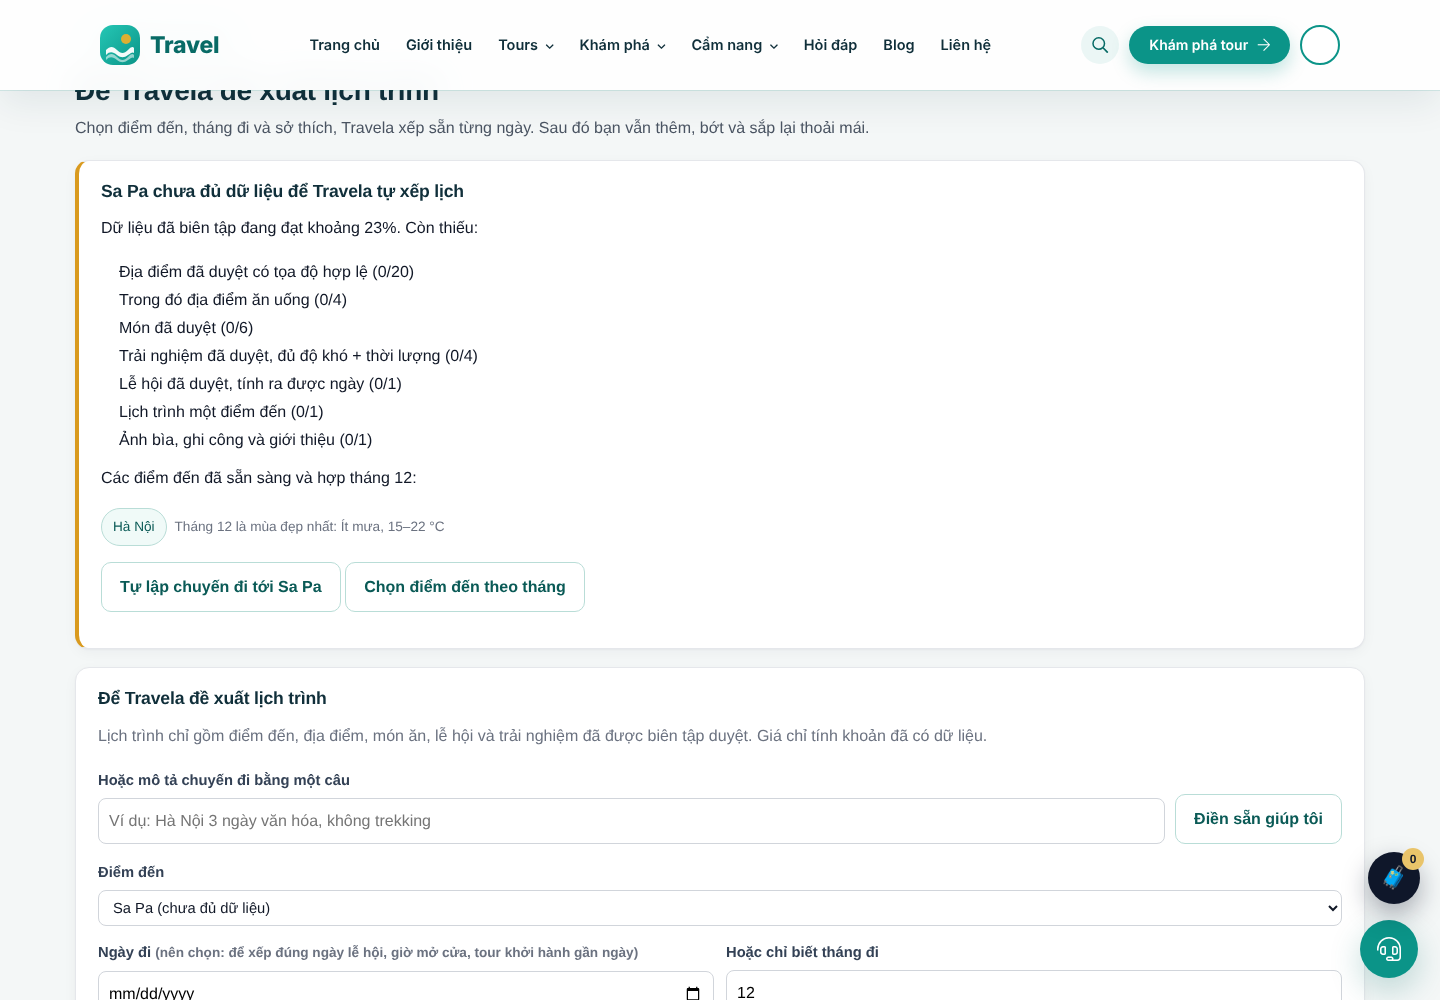 Travel
Trang chủ
Giới thiệu
Tours
Khám phá
Cẩm nang
Hỏi đáp
Blog
Liên hệ
Khám phá tour
Để Travela đề xuất lịch trình
Chọn điểm đến, tháng đi và sở thích, Travela xếp sẵn từng ngày. Sau đó bạn vẫn thêm, bớt và sắp lại thoải mái.
Sa Pa chưa đủ dữ liệu để Travela tự xếp lịch
Dữ liệu đã biên tập đang đạt khoảng 23%. Còn thiếu:
Địa điểm đã duyệt có tọa độ hợp lệ (0/20)
Trong đó địa điểm ăn uống (0/4)
Món đã duyệt (0/6)
Trải nghiệm đã duyệt, đủ độ khó + thời lượng (0/4)
Lễ hội đã duyệt, tính ra được ngày (0/1)
Lịch trình một điểm đến (0/1)
Ảnh bìa, ghi công và giới thiệu (0/1)
Các điểm đến đã sẵn sàng và hợp tháng 12:
Hà Nội Tháng 12 là mùa đẹp nhất: Ít mưa, 15–22 °C
Tự lập chuyến đi tới Sa Pa
Chọn điểm đến theo tháng
Để Travela đề xuất lịch trình
Lịch trình chỉ gồm điểm đến, địa điểm, món ăn, lễ hội và trải nghiệm đã được biên tập duyệt. Giá chỉ tính khoản đã có dữ liệu.
Hoặc mô tả chuyến đi bằng một câu
Ví dụ: Hà Nội 3 ngày văn hóa, không trekking
Điền sẵn giúp tôi
0
Điểm đến
Sa Pa (chưa đủ dữ liệu)
Ngày đi (nên chọn: để xếp đúng ngày lễ hội, giờ mở cửa, tour khởi hành gần ngày)
Hoặc chỉ biết tháng đi
mm/dd/yyyy
12